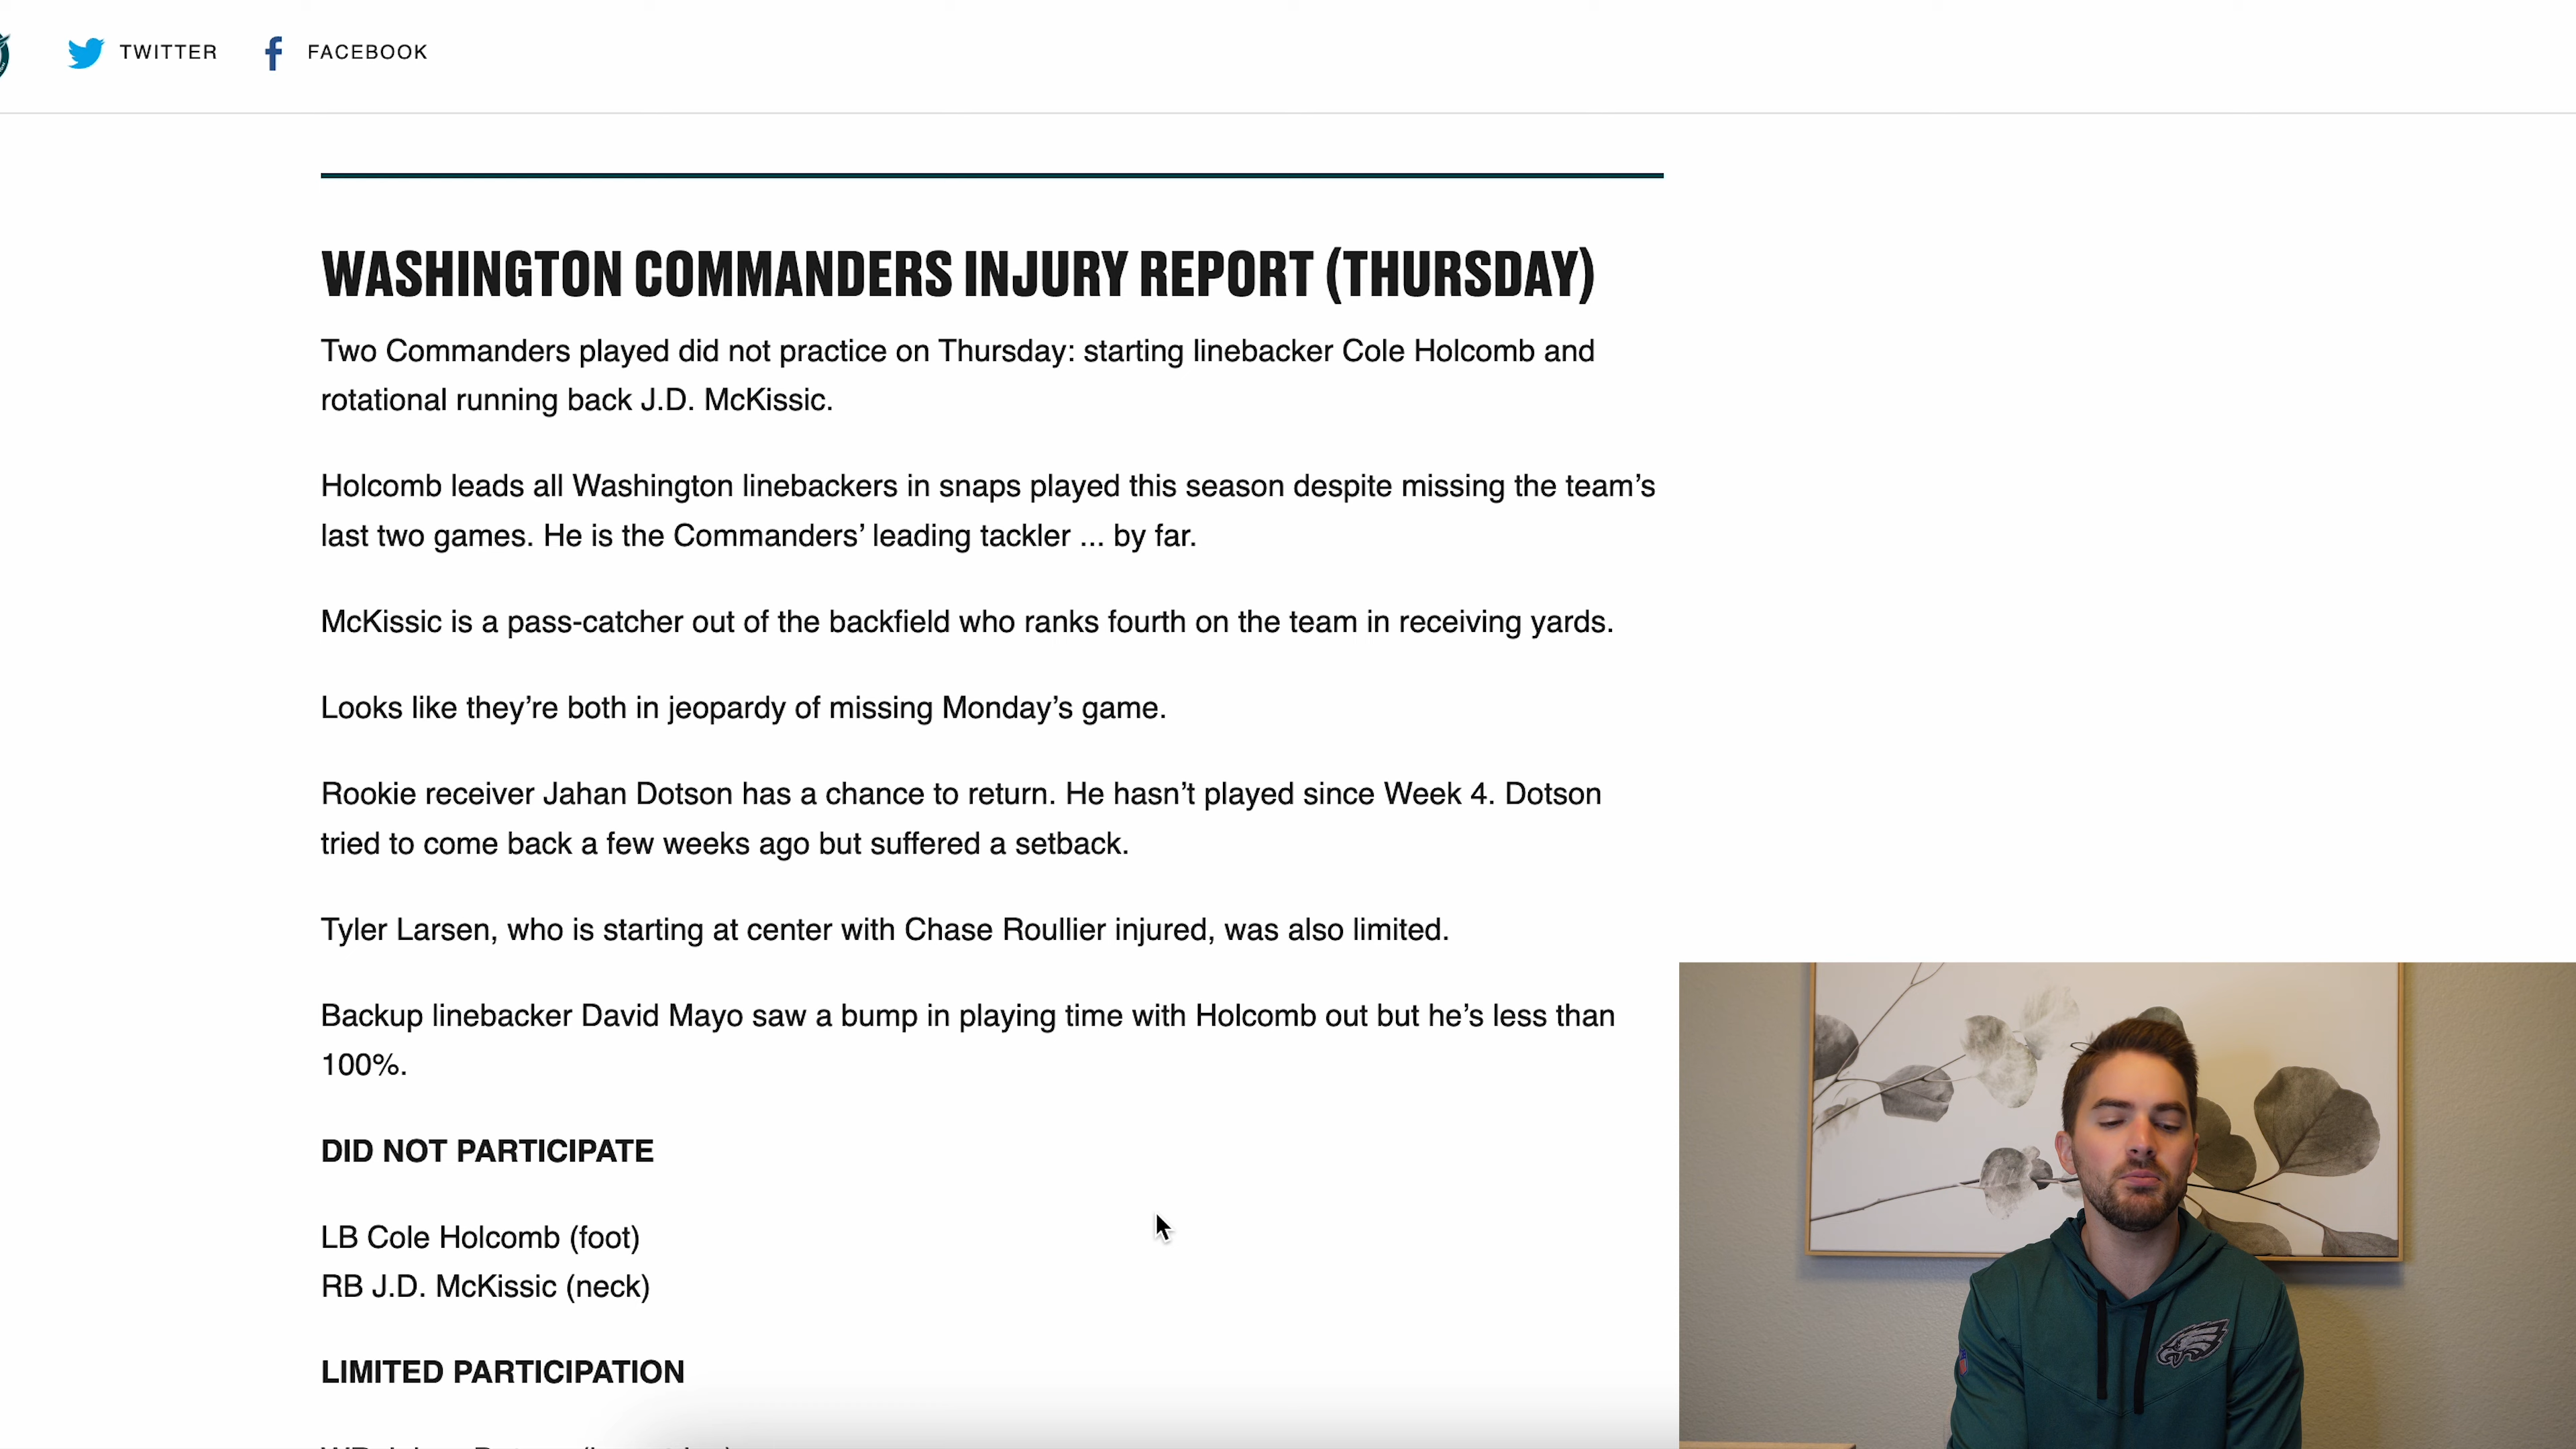 TWITTER
FACEBOOK
WASHINGTON COMMANDERS INJURY REPORT (THURSDAY)
Two Commanders played did not practice on Thursday: starting linebacker Cole Holcomb and
rotational running back J.D. McKissic.
Holcomb leads all Washington linebackers in snaps played this season despite missing the team’s
last two games. He is the Commanders’ leading tackler ... by far.
McKissic is a pass-catcher out of the backfield who ranks fourth on the team in receiving yards.
Looks like they’re both in jeopardy of missing Monday’s game.
Rookie receiver Jahan Dotson has a chance to return. He hasn’t played since Week 4. Dotson
tried to come back a few weeks ago but suffered a setback.
Tyler Larsen, who is starting at center with Chase Roullier injured, was also limited.
Backup linebacker David Mayo saw a bump in playing time with Holcomb out but he’s less than
100%.
DID NOT PARTICIPATE
LB Cole Holcomb (foot)
RB J.D. McKissic (neck)
LIMITED PARTICIPATION